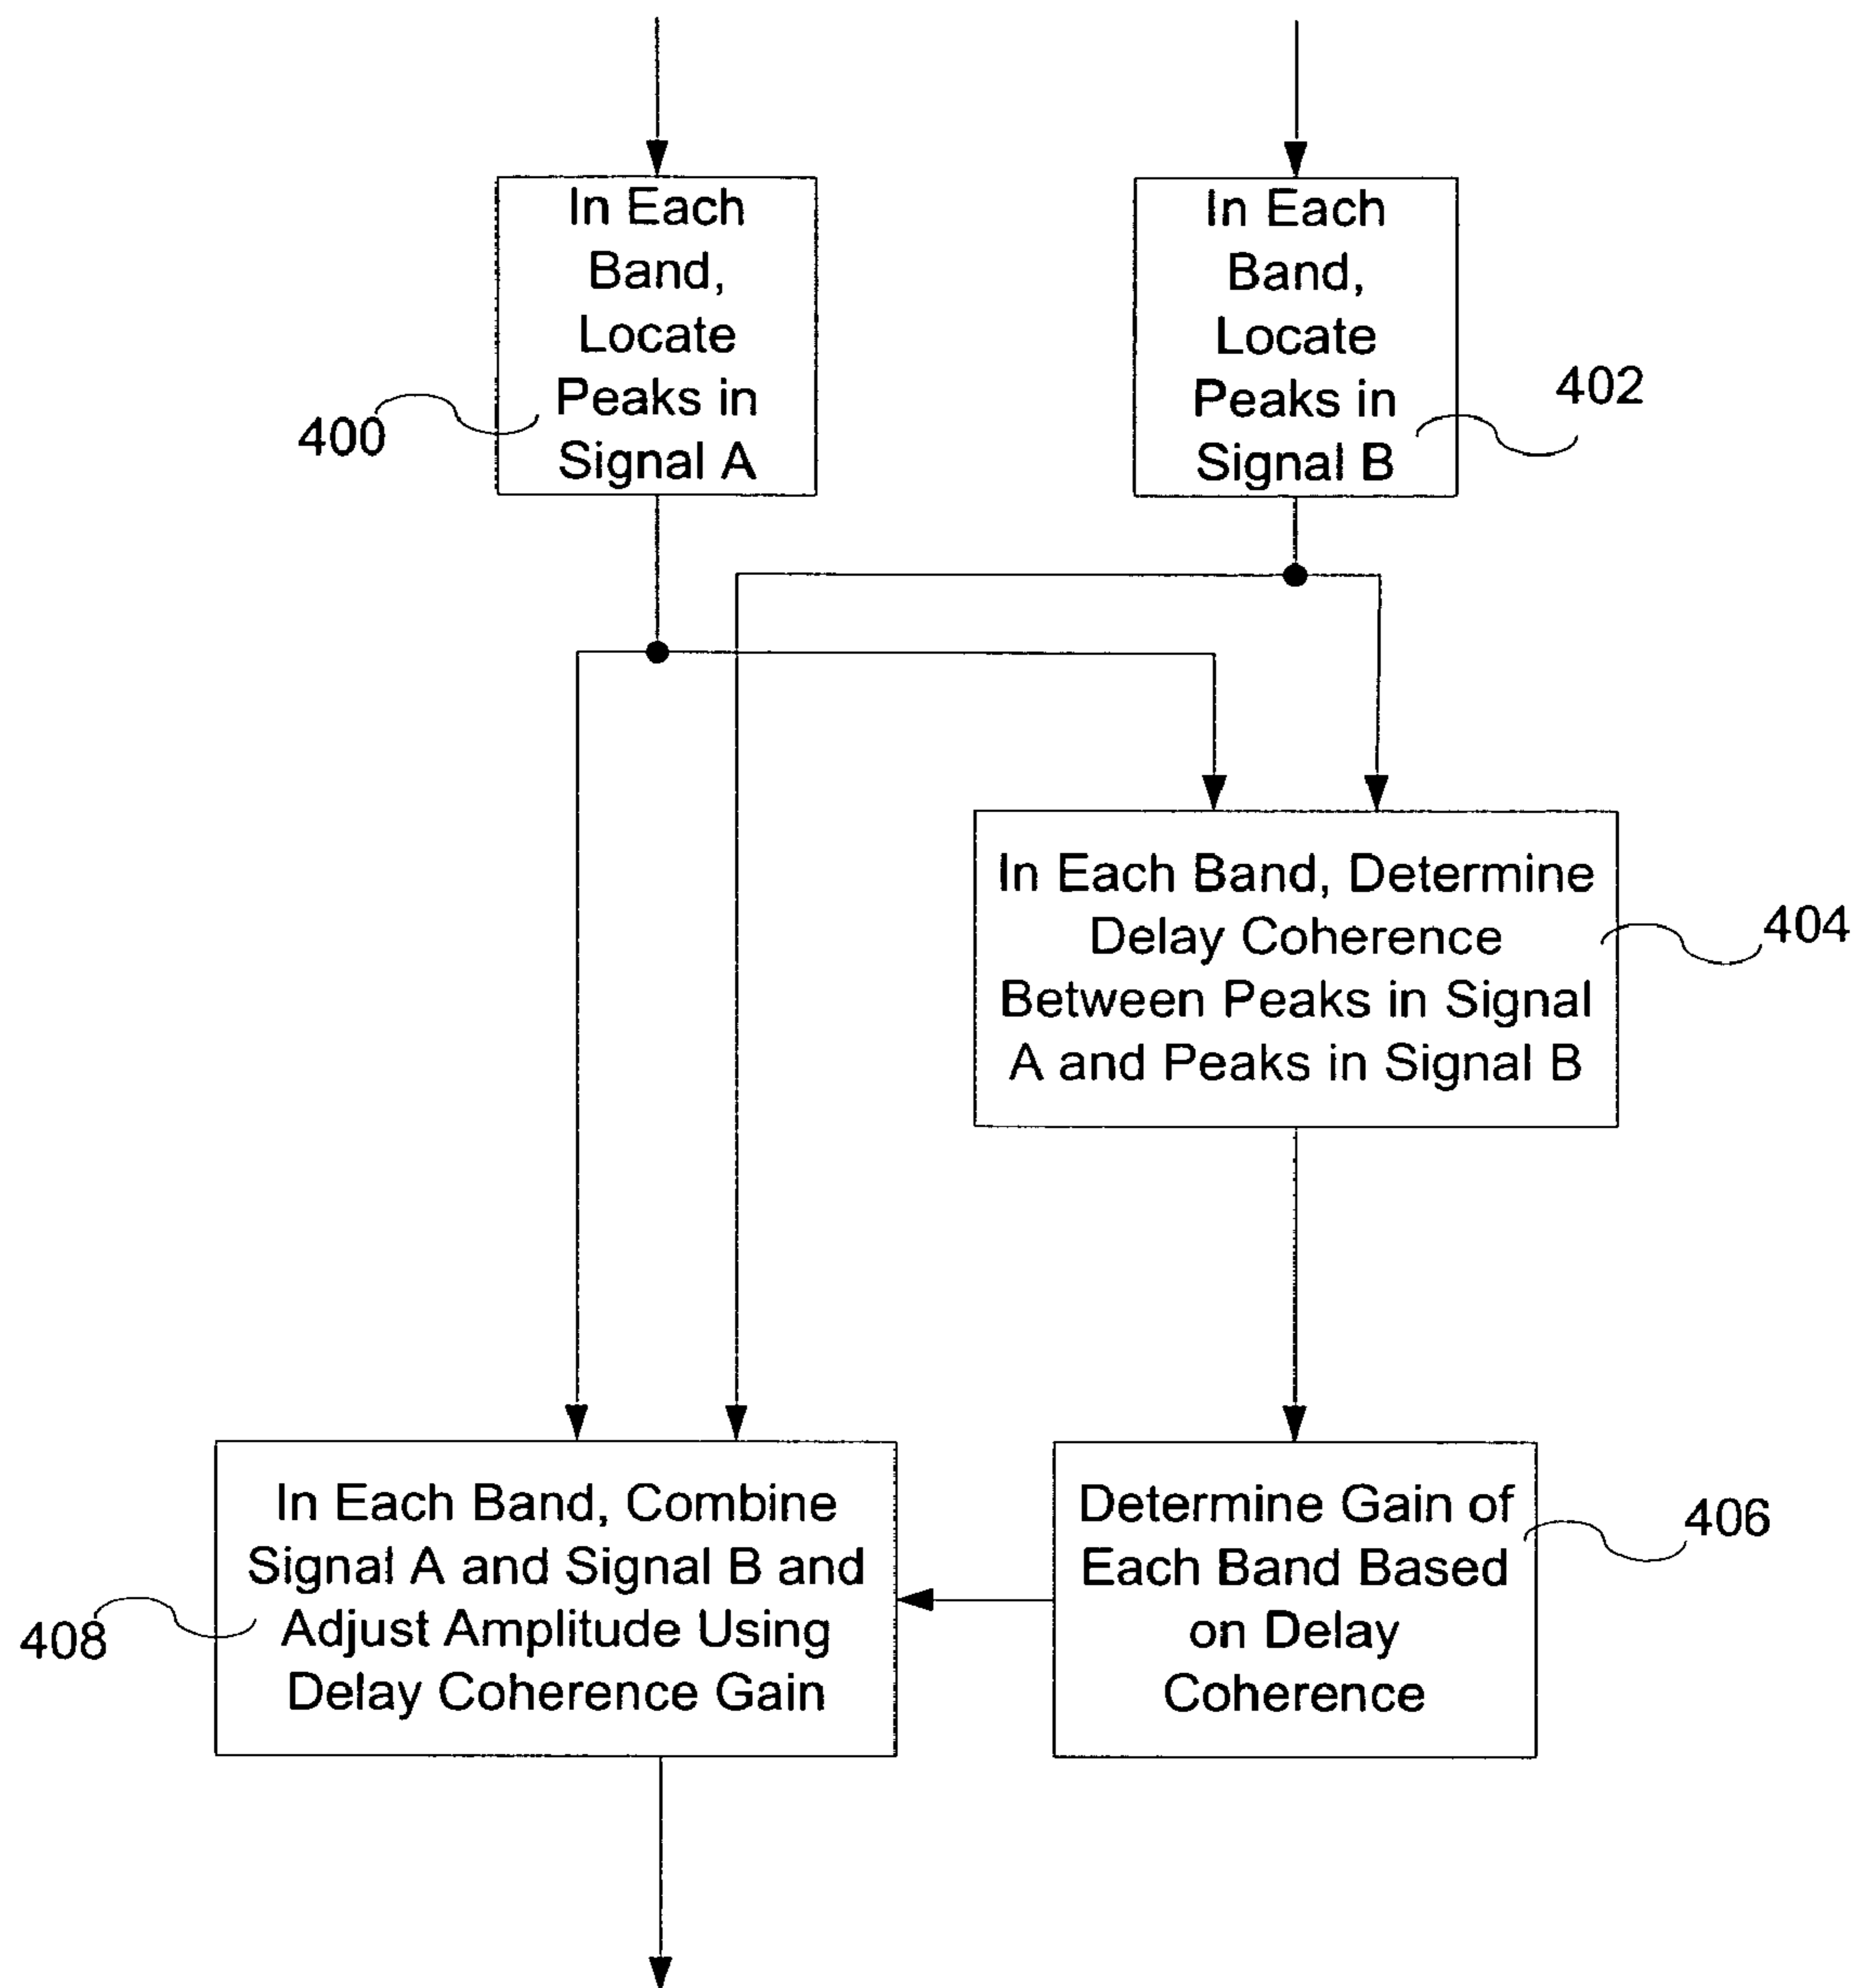 In Each
Band,
Locate
Peaks in
Signal A
400
In Each
Band,
Locate
Peaks in
Signal B
402
In Each Band, Determine
Delay Coherence
Between Peaks in Signal
A and Peaks in Signal B
404
In Each Band, Combine
Signal A and Signal B and
Adjust Amplitude Using
Delay Coherence Gain
408
Determine Gain of
Each Band Based
on Delay
Coherence
406